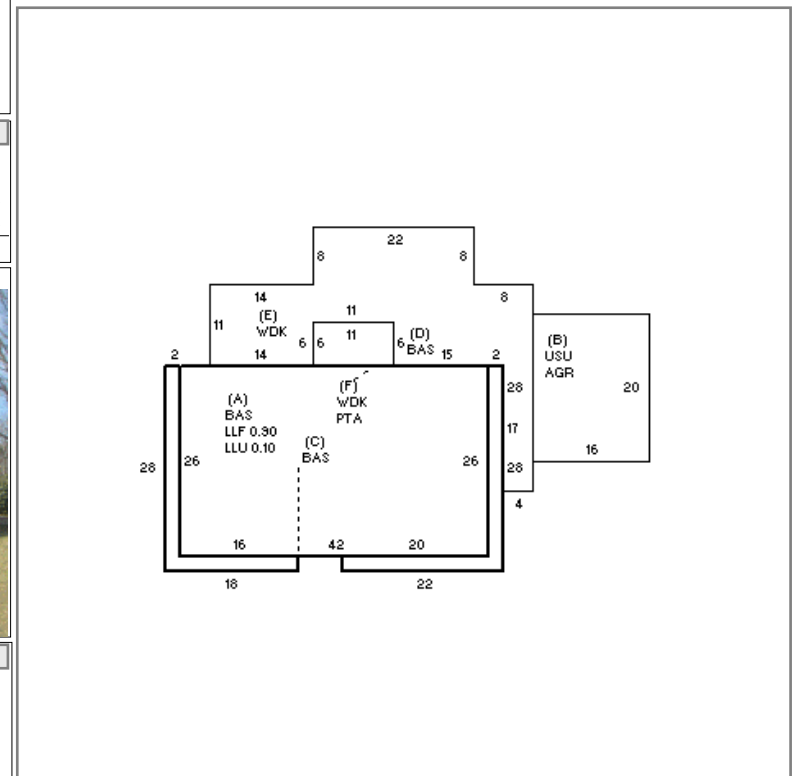 22
8 8
14 8
11
(E)
WDK
11
11
6 6
6
(D)
BAS
(B)
USU
AGR
2 14 15 2
(F)
WDK
PTA
28
20
(A)
BAS
LLF 0.90
LLU 0.10
17
(C)
BAS
16
28 26 26 28
4
16 42 20
18 22